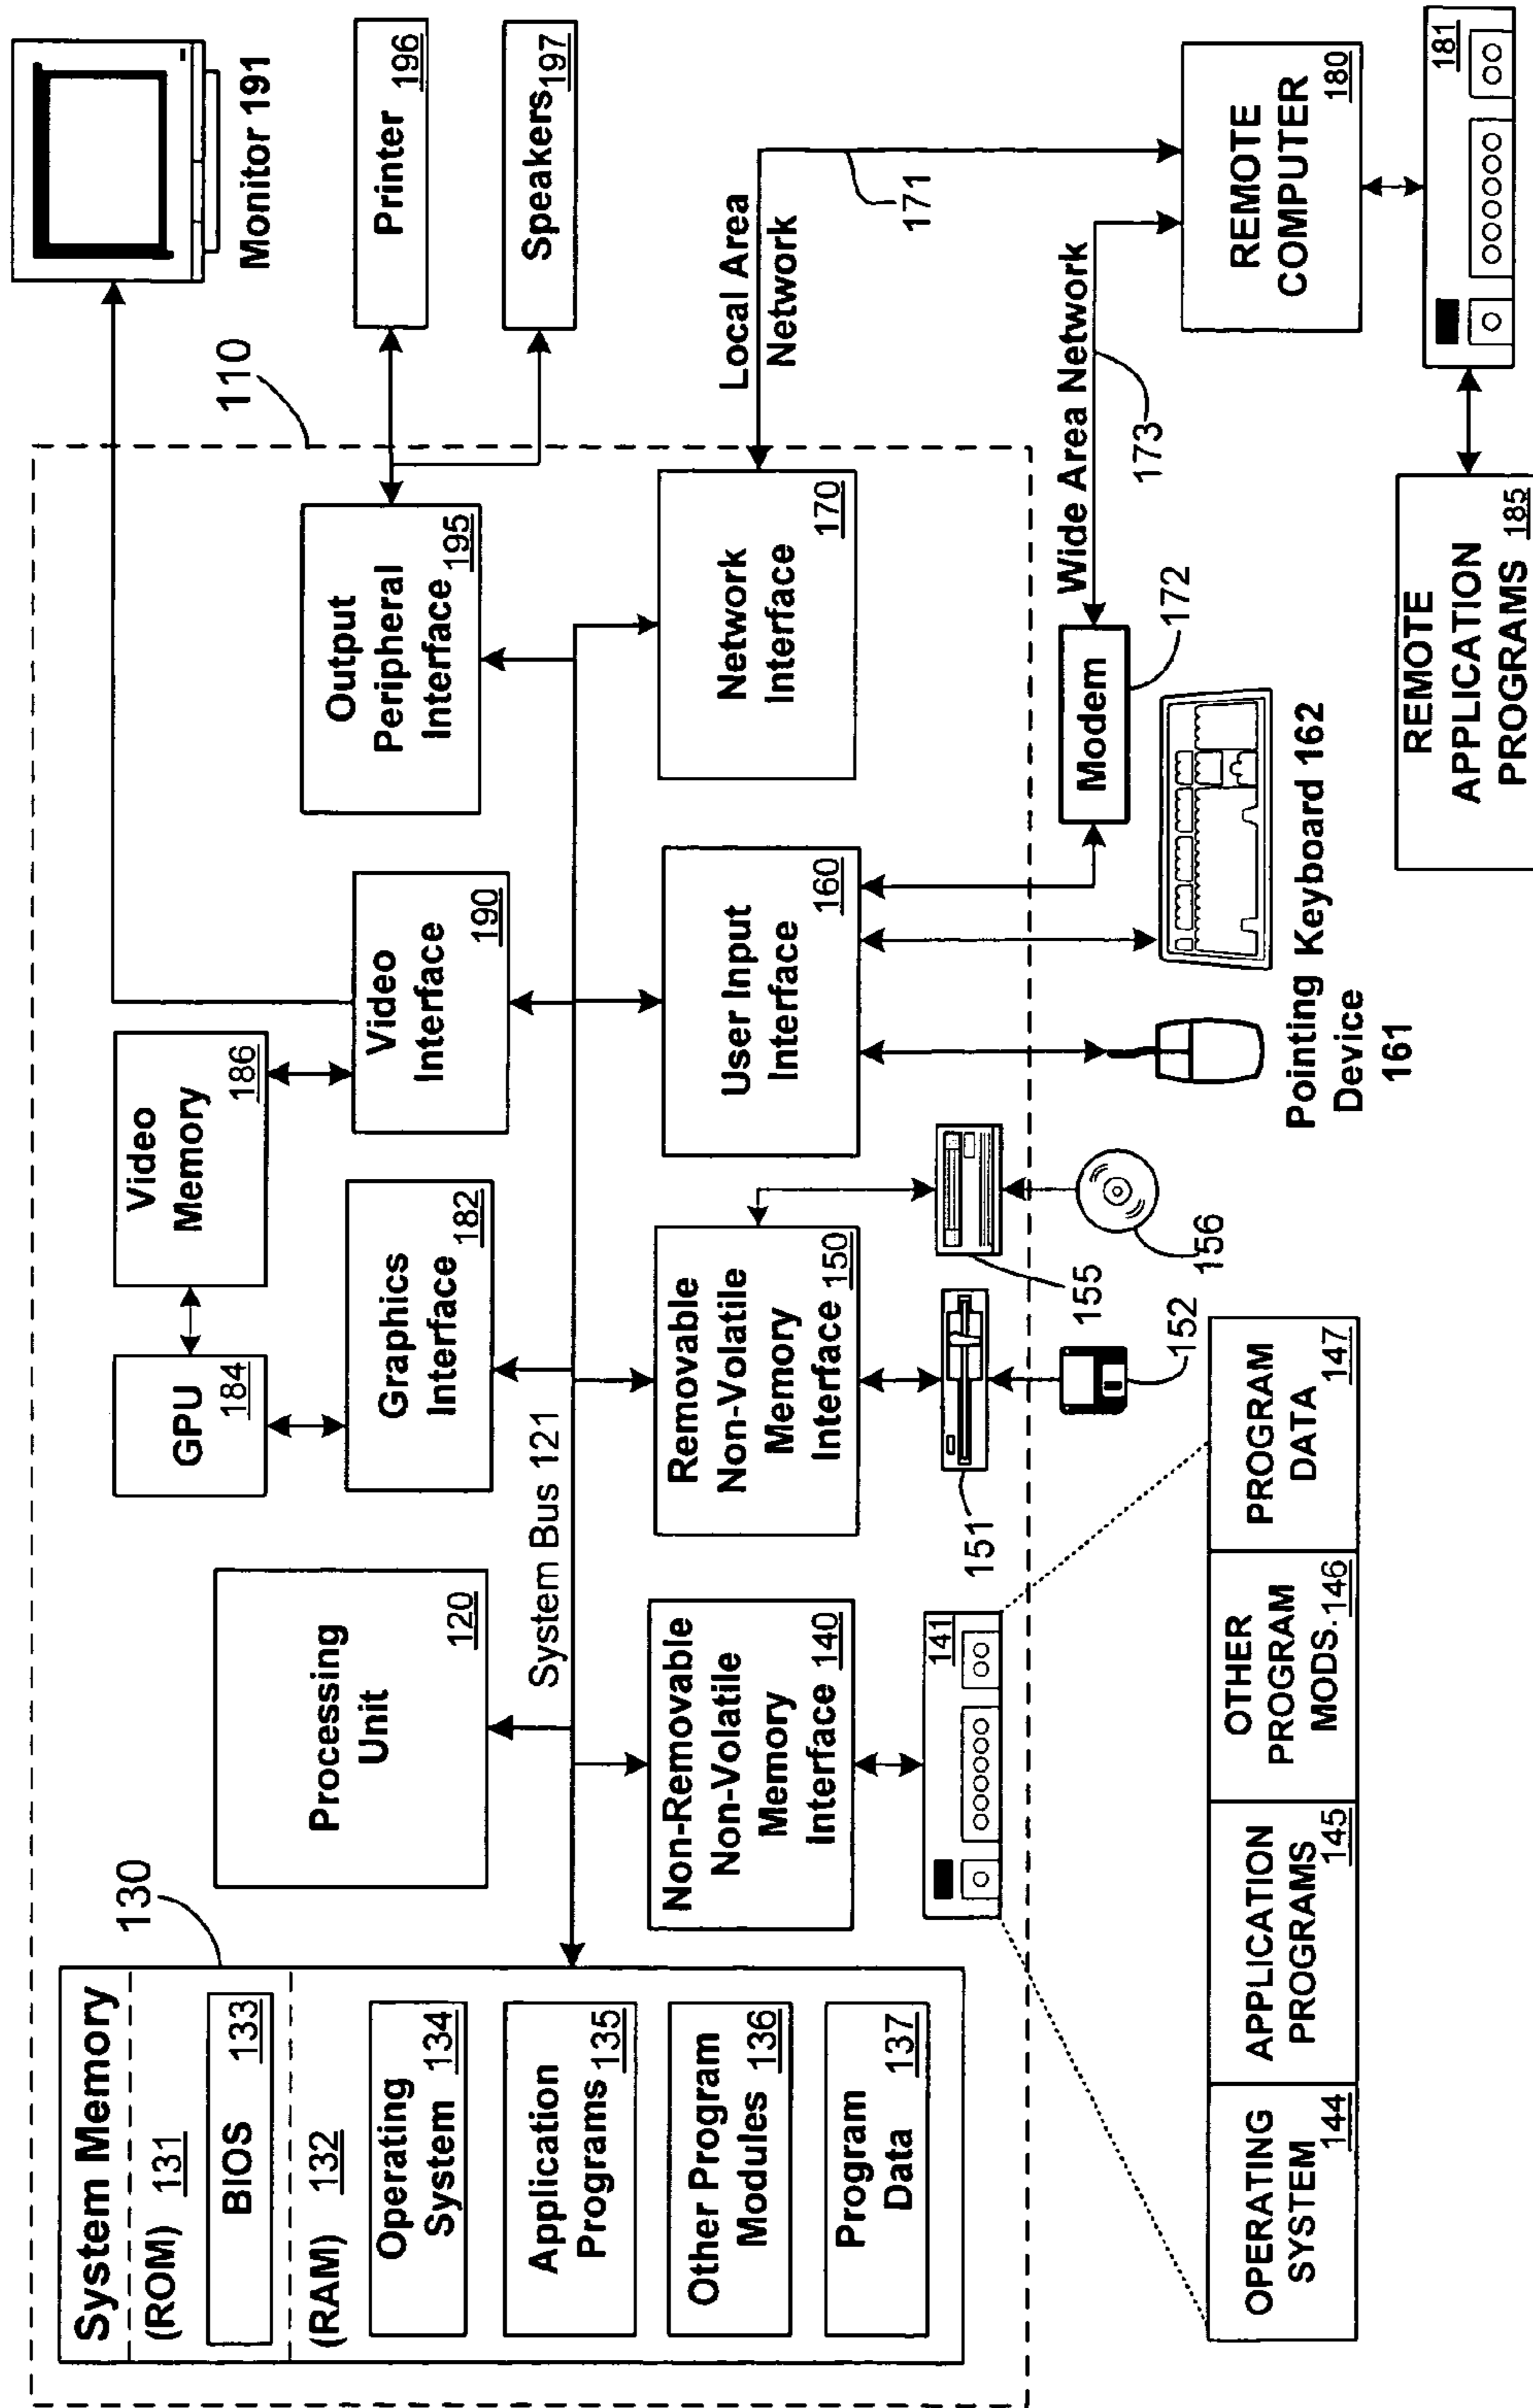 System Memory
(ROM) 131
BIOS 133
(RAM) 132
Operating
System 134
Application
Programs 135
Other Program
Modules 136
Program
Data 137
130
Processing
Unit
120
System Bus 121
GPU
184
Video
Memory
186
Graphics
Interface
182
Video
Interface
190
Output
Peripheral
Interface 195
110
Monitor 191
Printer
196
Speakers 197
Non-Removable
Non-Volatile
Memory
Interface 140
Removable
Non-Volatile
Memory
Interface 150
User Input
Interface
160
Network
Interface
170
Local Area
Network
171
Wide Area Network
173
Modem
172
141
151
152
155
156
Pointing
Device
161
Keyboard 162
REMOTE
COMPUTER
180
181
REMOTE
APPLICATION
PROGRAMS 185
OPERATING
SYSTEM
144
APPLICATION
PROGRAMS
145
OTHER
PROGRAM
MODS. 146
PROGRAM
DATA
147